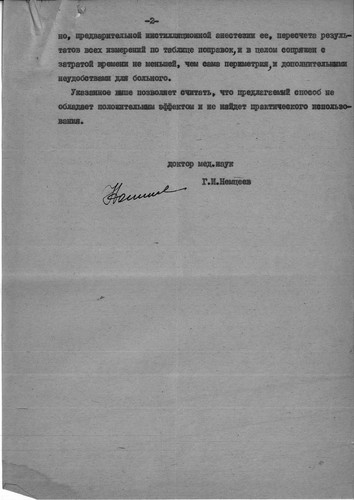 -2-
но, предварительной инстилляционной анестезии ее, пересчета резуль-
татов всех измерений по таблице поправок, и в целом сопряжен с
затратой времени не меньшей, чем сама периметрия, и дополнительными
неудобствами для больного.
Указанное выше позволяет считать, что предлагаемый способ не
обладает положительным эффектом и не найдет практического использо-
вания.
доктор мед.наук
Г.И.Немцеев